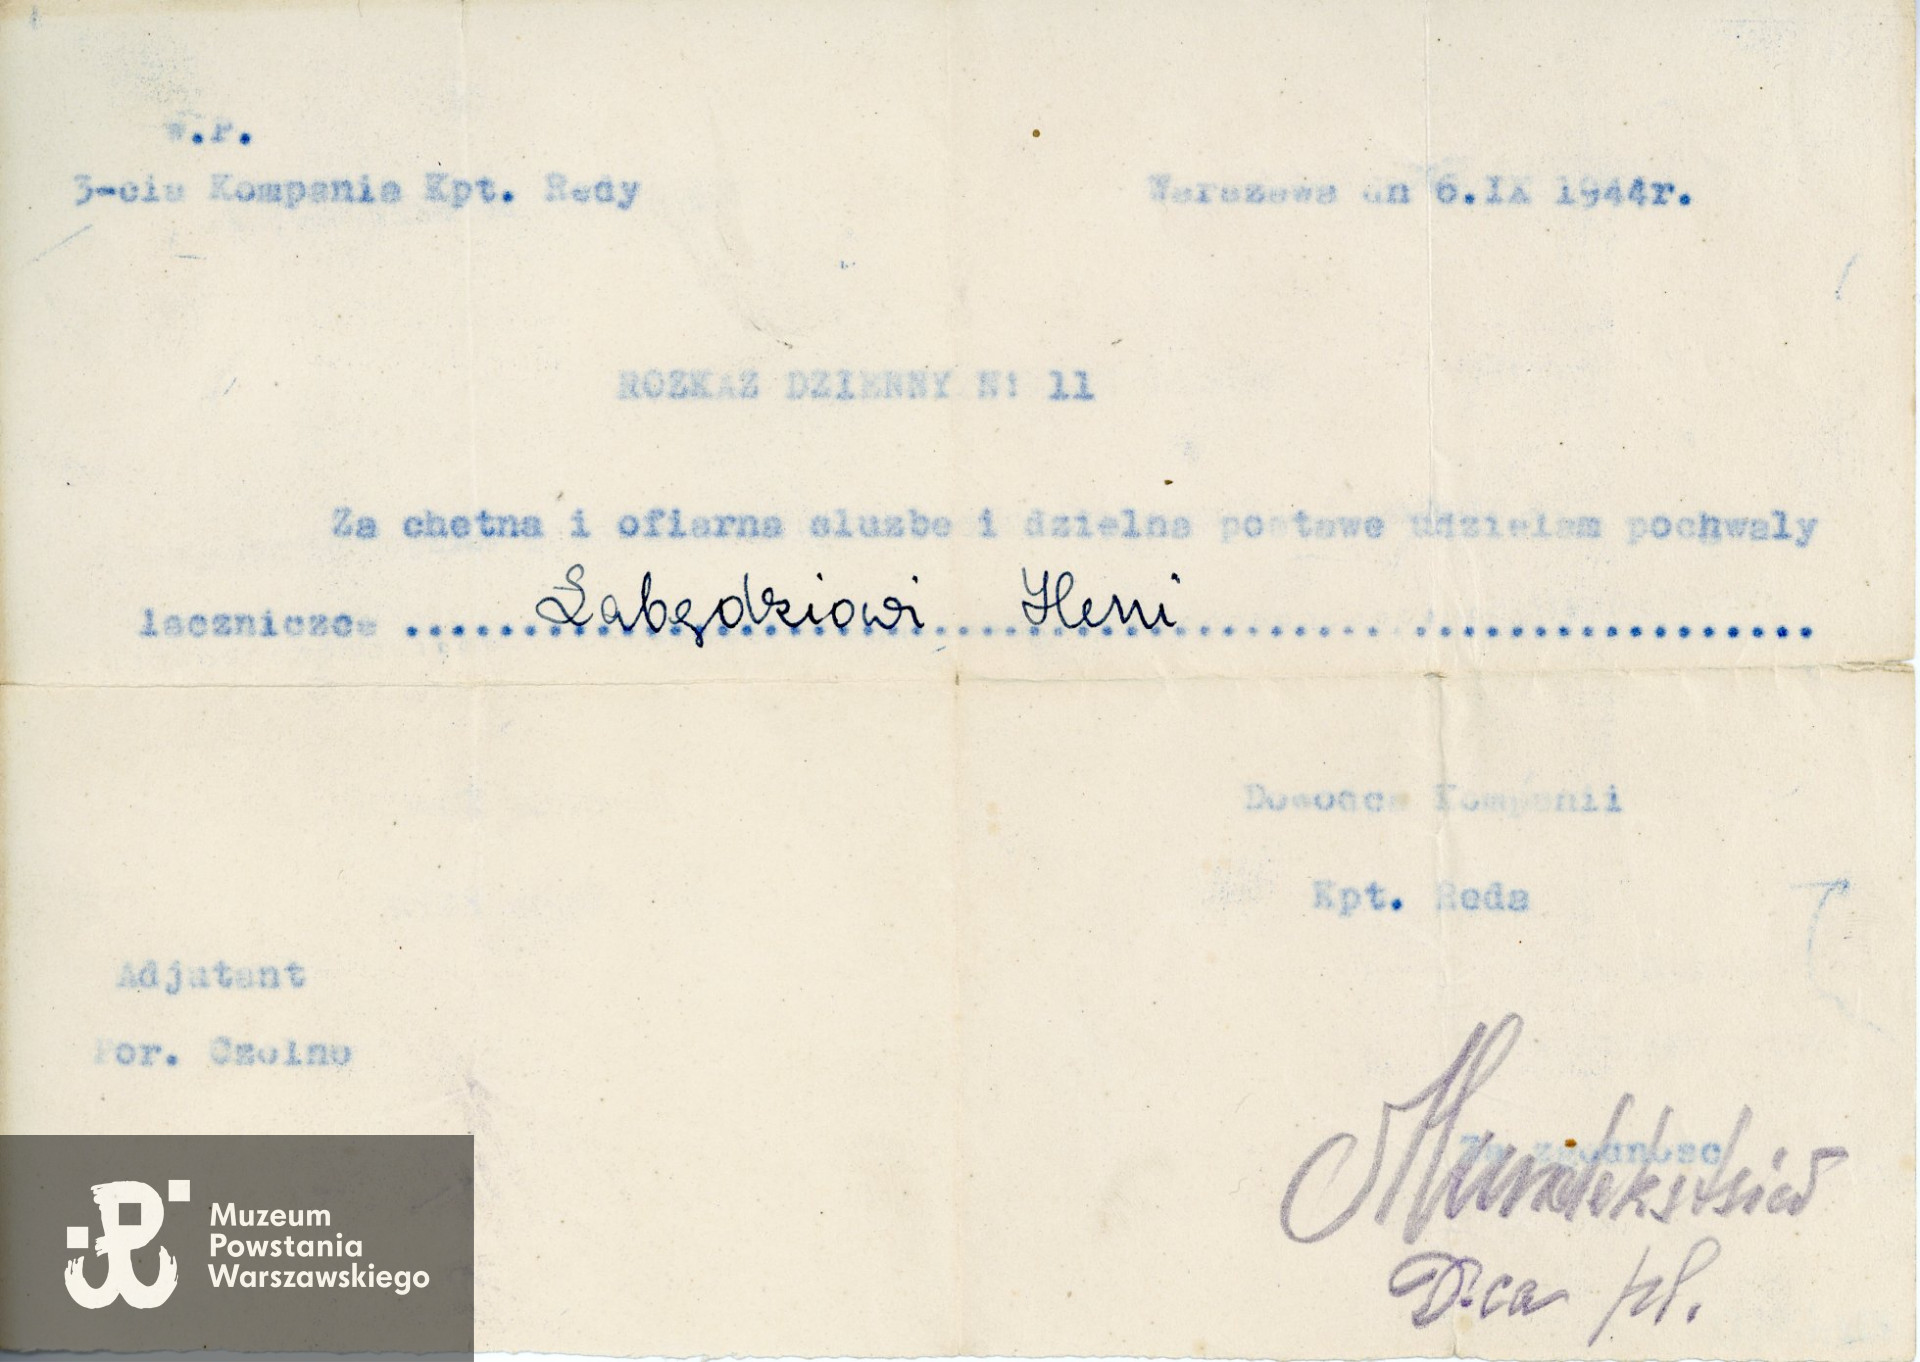 W.P.
3-cia Kompania Kpt. Redy
Warszawa dn 6.IX 1944r.
ROZKAZ DZIENNY N! 11
Za chetna i ofiarna sluzbe i dzielna postawe udzielam pochwaly
laczniczce .......... Łabędziowi Heni ..........
Dowodca Kompanii
Kpt. Reda
Adjutant
Por. Czolno
Za zgodnosc
D-ca pl.
Muzeum
Powstania
Warszawskiego